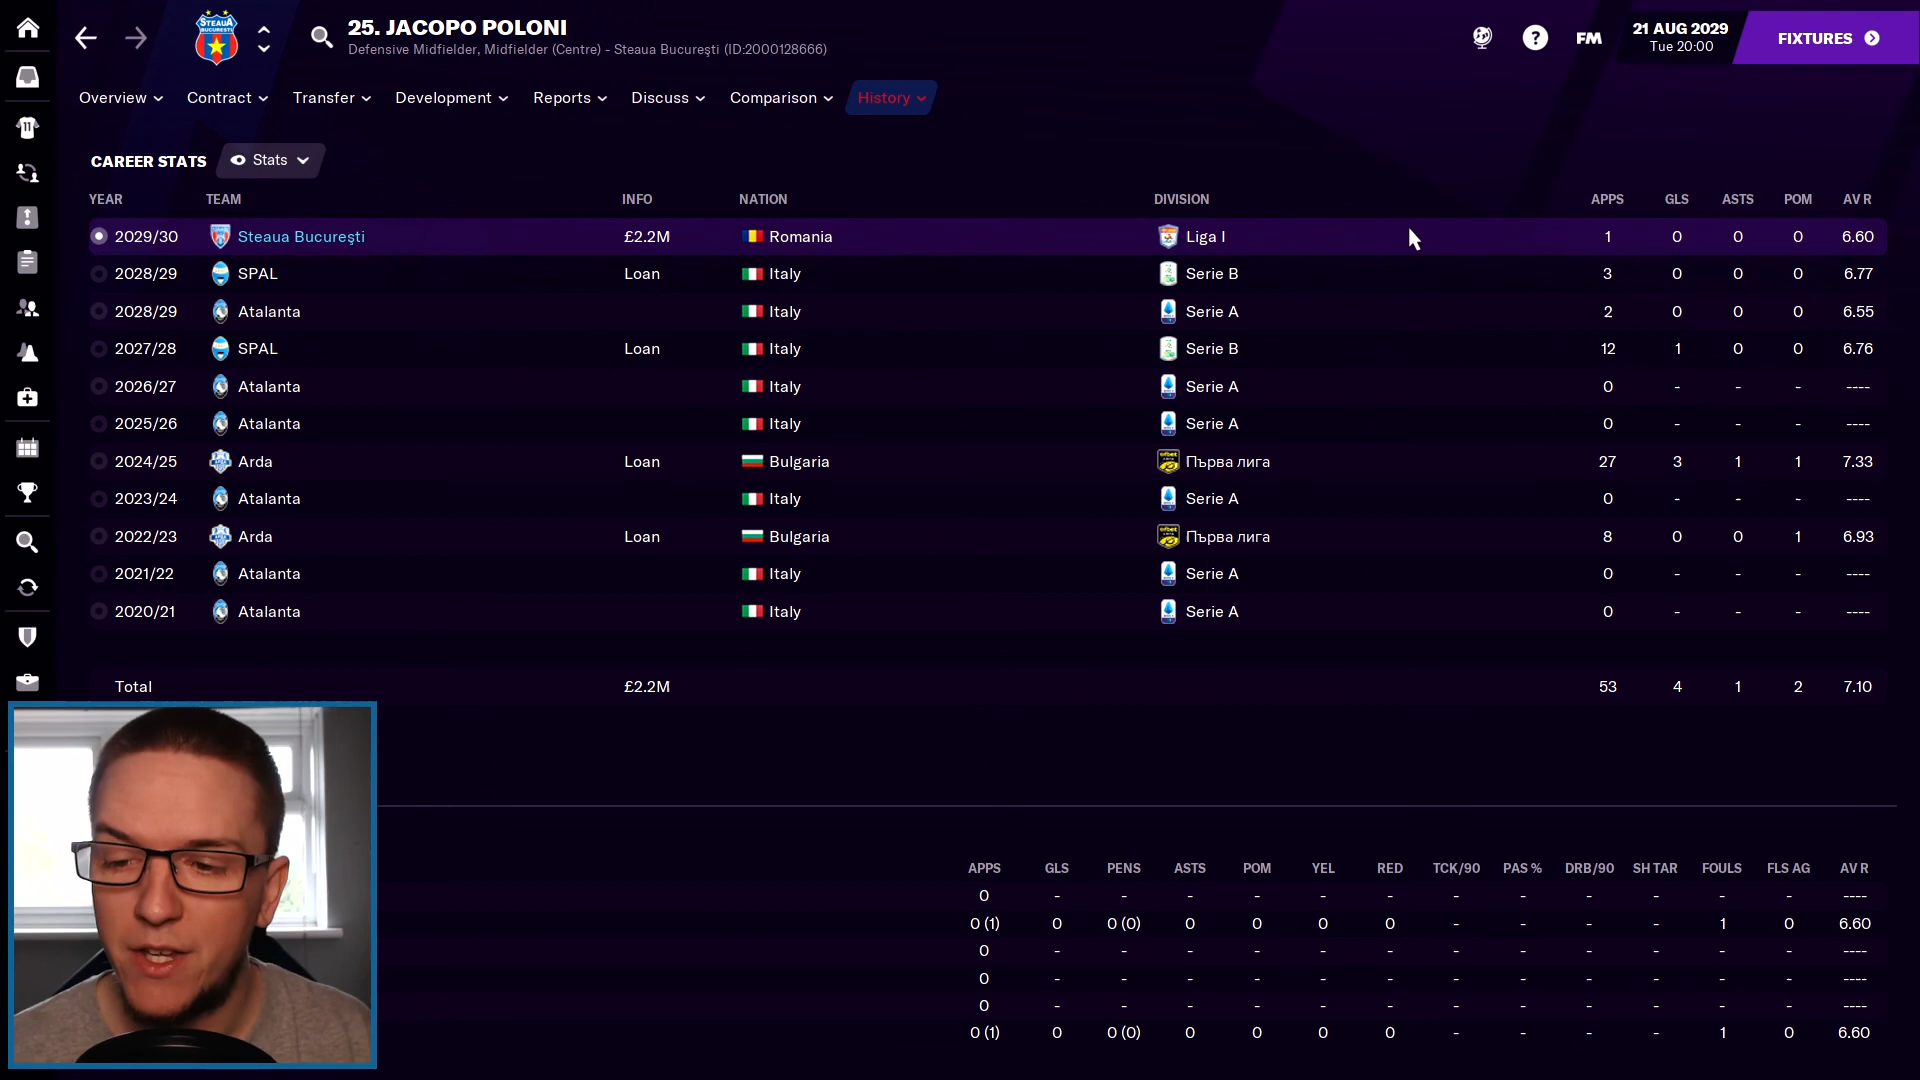 25. JACOPO POLONI
Defensive Midfielder, Midfielder (Centre) - Steaua Bucureşti (ID:2000128666)
FM
21 AUG 2029
Tue 20:00
FIXTURES
Overview Contract Transfer Development Reports Discuss Comparison History
CAREER STATS Stats
YEAR TEAM INFO NATION DIVISION APPS GLS ASTS POM AV R
2029/30 Steaua Bucureşti £2.2M Romania Liga I 1 0 0 0 6.60
2028/29 SPAL Loan Italy Serie B 3 0 0 0 6.77
2028/29 Atalanta Italy Serie A 2 0 0 0 6.55
2027/28 SPAL Loan Italy Serie B 12 1 0 0 6.76
2026/27 Atalanta Italy Serie A 0 - - - ----
2025/26 Atalanta Italy Serie A 0 - - - ----
2024/25 Arda Loan Bulgaria Първа лига 27 3 1 1 7.33
2023/24 Atalanta Italy Serie A 0 - - - ----
2022/23 Arda Loan Bulgaria Първа лига 8 0 0 1 6.93
2021/22 Atalanta Italy Serie A 0 - - - ----
2020/21 Atalanta Italy Serie A 0 - - - ----
Total £2.2M 53 4 1 2 7.10
APPS GLS PENS ASTS POM YEL RED TCK/90 PAS % DRB/90 SH TAR FOULS FLS AG AV R
0 - - - - - - - - - - - - ----
0 (1) 0 0 (0) 0 0 0 0 - - - - 1 0 6.60
0 - - - - - - - - - - - - ----
0 - - - - - - - - - - - - ----
0 - - - - - - - - - - - - ----
0 (1) 0 0 (0) 0 0 0 0 - - - - 1 0 6.60